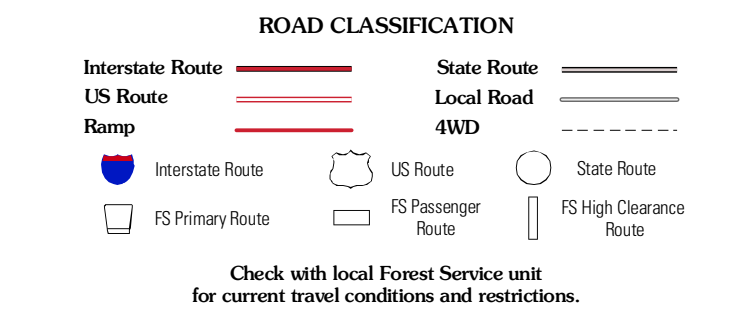 ROAD CLASSIFICATION
Interstate Route
State Route
US Route
Local Road
Ramp
4WD
Interstate Route
US Route
State Route
FS Primary Route
FS Passenger
Route
FS High Clearance
Route
Check with local Forest Service unit
for current travel conditions and restrictions.